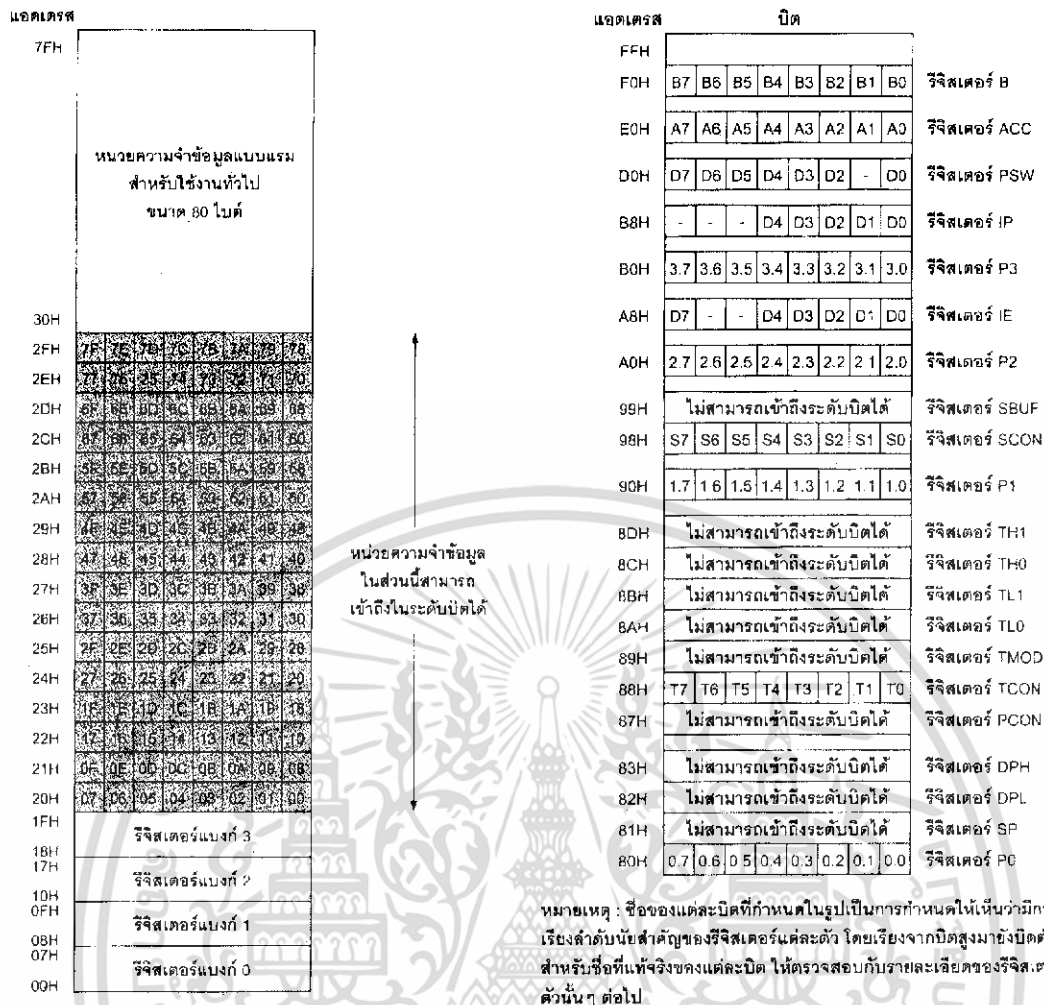 แอดเดรส
7FH
หน่วยความจำข้อมูลแบบแรม
สำหรับใช้งานทั่วไป
ขนาด 80 ไบต์
30H
2FH 7F 7E 7D 7C 7B 7A 79 78
2EH 77 76 75 74 73 72 71 70
2DH 6F 6E 6D 6C 6B 6A 69 68
2CH 67 66 65 64 63 62 61 60
2BH 5F 5E 5D 5C 5B 5A 59 58
2AH 57 56 55 54 53 52 51 50
29H 4F 4E 4D 4C 4B 4A 49 48
28H 47 46 45 44 43 42 41 40
27H 3F 3E 3D 3C 3B 3A 39 38
26H 37 36 35 34 33 32 31 30
25H 2F 2E 2D 2C 2B 2A 29 28
24H 27 26 25 24 23 22 21 20
23H 1F 1E 1D 1C 1B 1A 19 18
22H 17 16 15 14 13 12 11 10
21H 0F 0E 0D 0C 0B 0A 09 08
20H 07 06 05 04 03 02 01 00
1FH
รีจิสเตอร์แบงก์ 3
18H
17H
รีจิสเตอร์แบงก์ 2
10H
0FH
รีจิสเตอร์แบงก์ 1
08H
07H
รีจิสเตอร์แบงก์ 0
00H
หน่วยความจำข้อมูล
ในส่วนนี้สามารถ
เข้าถึงในระดับบิตได้
แอดเดรส บิต
FFH
F0H B7 B6 B5 B4 B3 B2 B1 B0 รีจิสเตอร์ B
E0H A7 A6 A5 A4 A3 A2 A1 A0 รีจิสเตอร์ ACC
D0H D7 D6 D5 D4 D3 D2 - D0 รีจิสเตอร์ PSW
B8H - - - D4 D3 D2 D1 D0 รีจิสเตอร์ IP
B0H 3.7 3.6 3.5 3.4 3.3 3.2 3.1 3.0 รีจิสเตอร์ P3
A8H D7 - - D4 D3 D2 D1 D0 รีจิสเตอร์ IE
A0H 2.7 2.6 2.5 2.4 2.3 2.2 2.1 2.0 รีจิสเตอร์ P2
99H ไม่สามารถเข้าถึงระดับบิตได้ รีจิสเตอร์ SBUF
98H S7 S6 S5 S4 S3 S2 S1 S0 รีจิสเตอร์ SCON
90H 1.7 1.6 1.5 1.4 1.3 1.2 1.1 1.0 รีจิสเตอร์ P1
8DH ไม่สามารถเข้าถึงระดับบิตได้ รีจิสเตอร์ TH1
8CH ไม่สามารถเข้าถึงระดับบิตได้ รีจิสเตอร์ TH0
8BH ไม่สามารถเข้าถึงระดับบิตได้ รีจิสเตอร์ TL1
8AH ไม่สามารถเข้าถึงระดับบิตได้ รีจิสเตอร์ TL0
89H ไม่สามารถเข้าถึงระดับบิตได้ รีจิสเตอร์ TMOD
88H T7 T6 T5 T4 T3 T2 T1 T0 รีจิสเตอร์ TCON
87H ไม่สามารถเข้าถึงระดับบิตได้ รีจิสเตอร์ PCON
83H ไม่สามารถเข้าถึงระดับบิตได้ รีจิสเตอร์ DPH
82H ไม่สามารถเข้าถึงระดับบิตได้ รีจิสเตอร์ DPL
81H ไม่สามารถเข้าถึงระดับบิตได้ รีจิสเตอร์ SP
80H 0.7 0.6 0.5 0.4 0.3 0.2 0.1 0.0 รีจิสเตอร์ P0
หมายเหตุ : ชื่อของแต่ละบิตที่กำหนดในรูปเป็นการกำหนดให้เห็นว่ามีก
เรียงลำดับนัยสำคัญของรีจิสเตอร์แต่ละตัว โดยเรียงจากบิตสูงมายังบิตต
สำหรับชื่อที่แท้จริงของแต่ละบิต ให้ตรวจสอบกับรายละเอียดของรีจิสเต
ตัวนั้นๆ ต่อไป